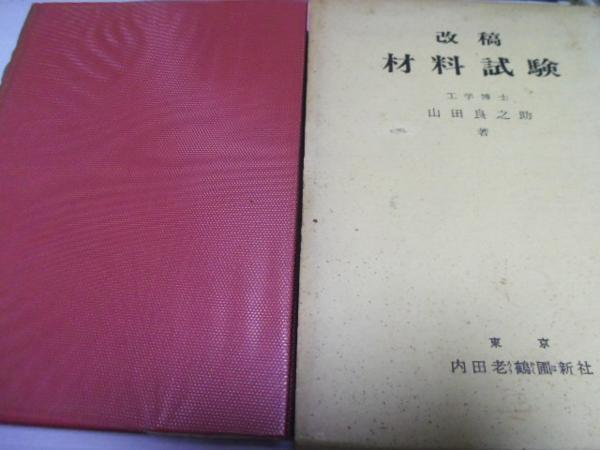 改稿
材料試験
工学博士
山田良之助
著
東京
内田老鶴圃新社